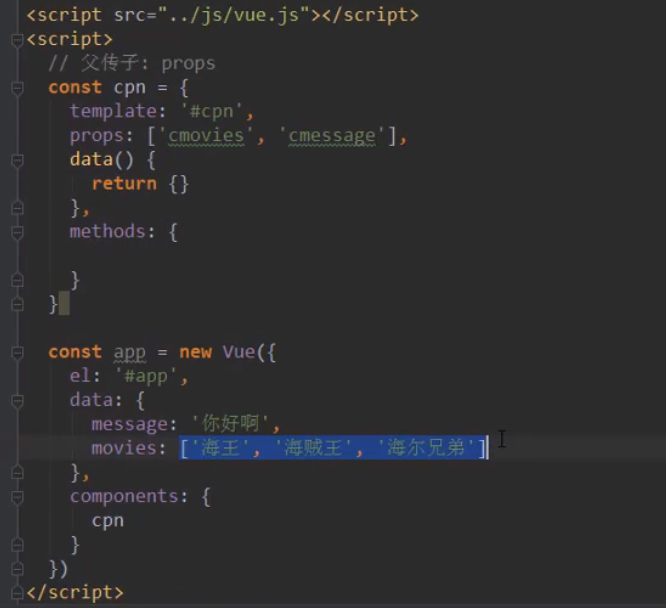 <script src="../js/vue.js"></script>
<script>
// 父传子: props
const cpn = {
template: '#cpn',
props: ['cmovies', 'cmessage'],
data() {
return {}
},
methods: {
}
}
const app = new Vue({
el: '#app',
data: {
message: '你好啊',
movies: ['海王', '海贼王', '海尔兄弟']
},
components: {
cpn
}
})
</script>